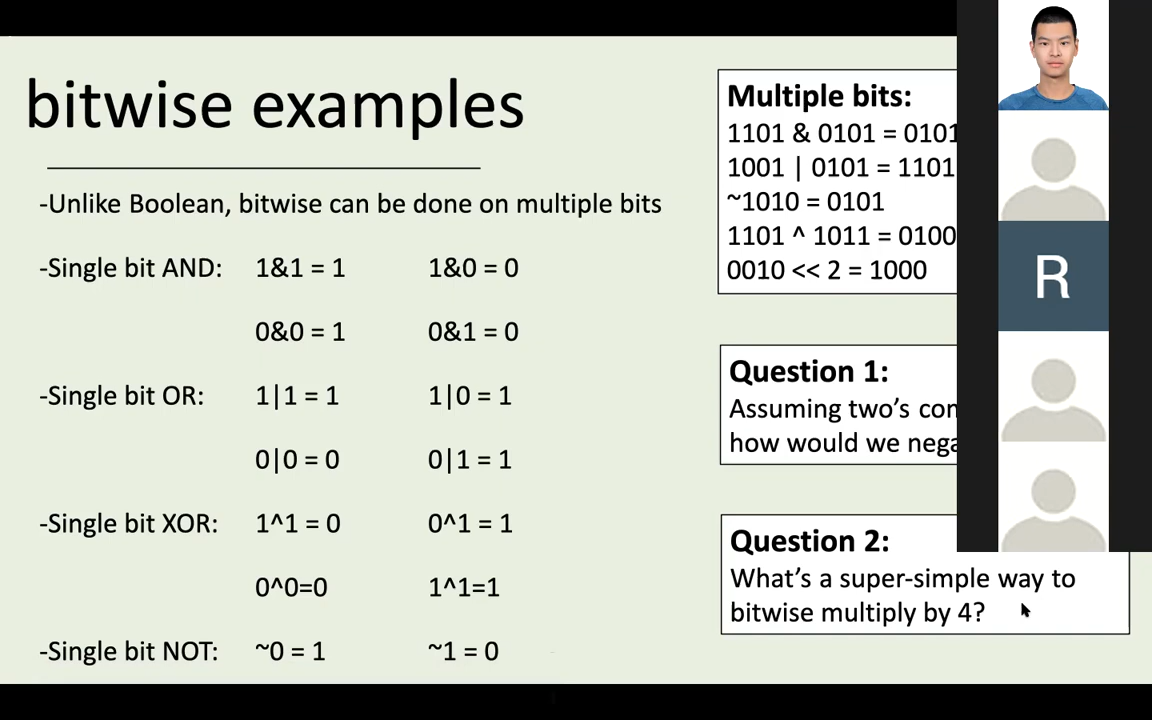 bitwise examples
-Unlike Boolean, bitwise can be done on multiple bits
-Single bit AND: 1&1 = 1 1&0 = 0
0&0 = 1 0&1 = 0
-Single bit OR: 1|1 = 1 1|0 = 1
0|0 = 0 0|1 = 1
-Single bit XOR: 1^1 = 0 0^1 = 1
0^0=0 1^1=1
-Single bit NOT: ~0 = 1 ~1 = 0
Multiple bits:
1101 & 0101 = 0101
1001 | 0101 = 1101
~1010 = 0101
1101 ^ 1011 = 0100
0010 << 2 = 1000
Question 1:
Assuming two’s
how would we
Question 2:
What’s a super-simple way to
bitwise multiply by 4?
R